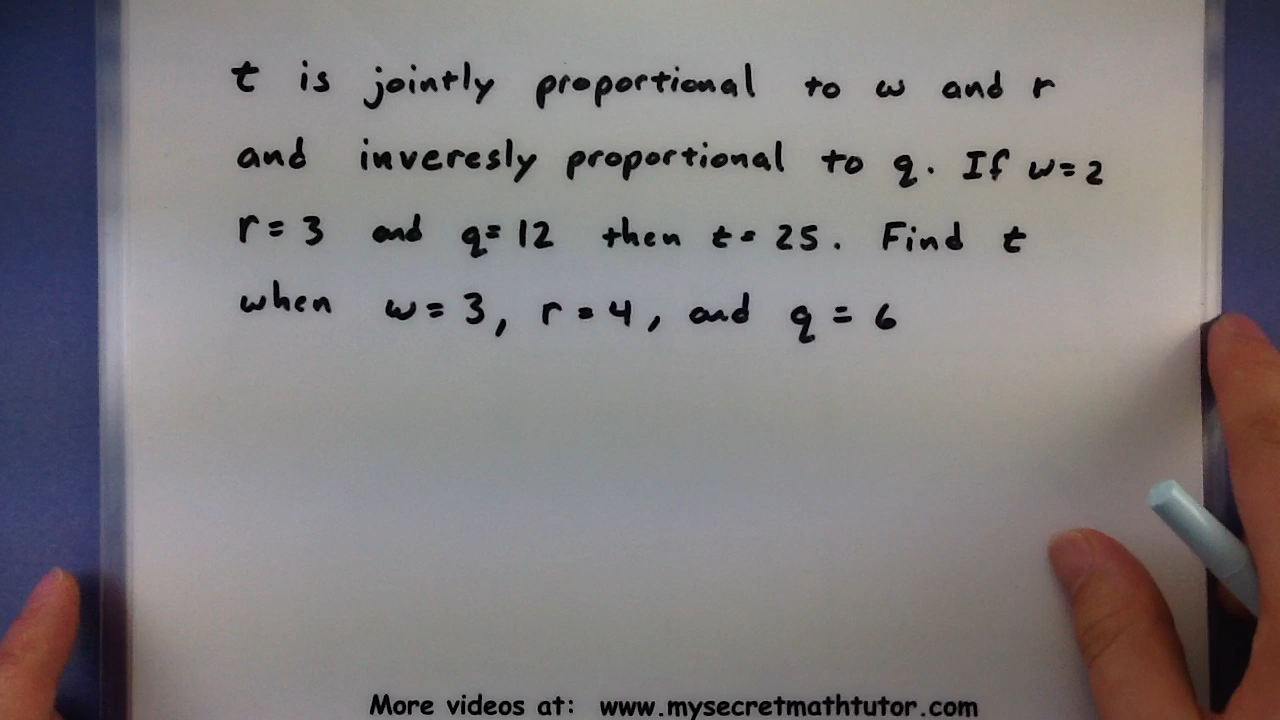 t is jointly proportional to w and r
and inveresly proportional to q. If w=2
r=3 and q=12 then t=25. Find t
when w=3, r=4, and q=6
More videos at: www.mysecretmathtutor.com